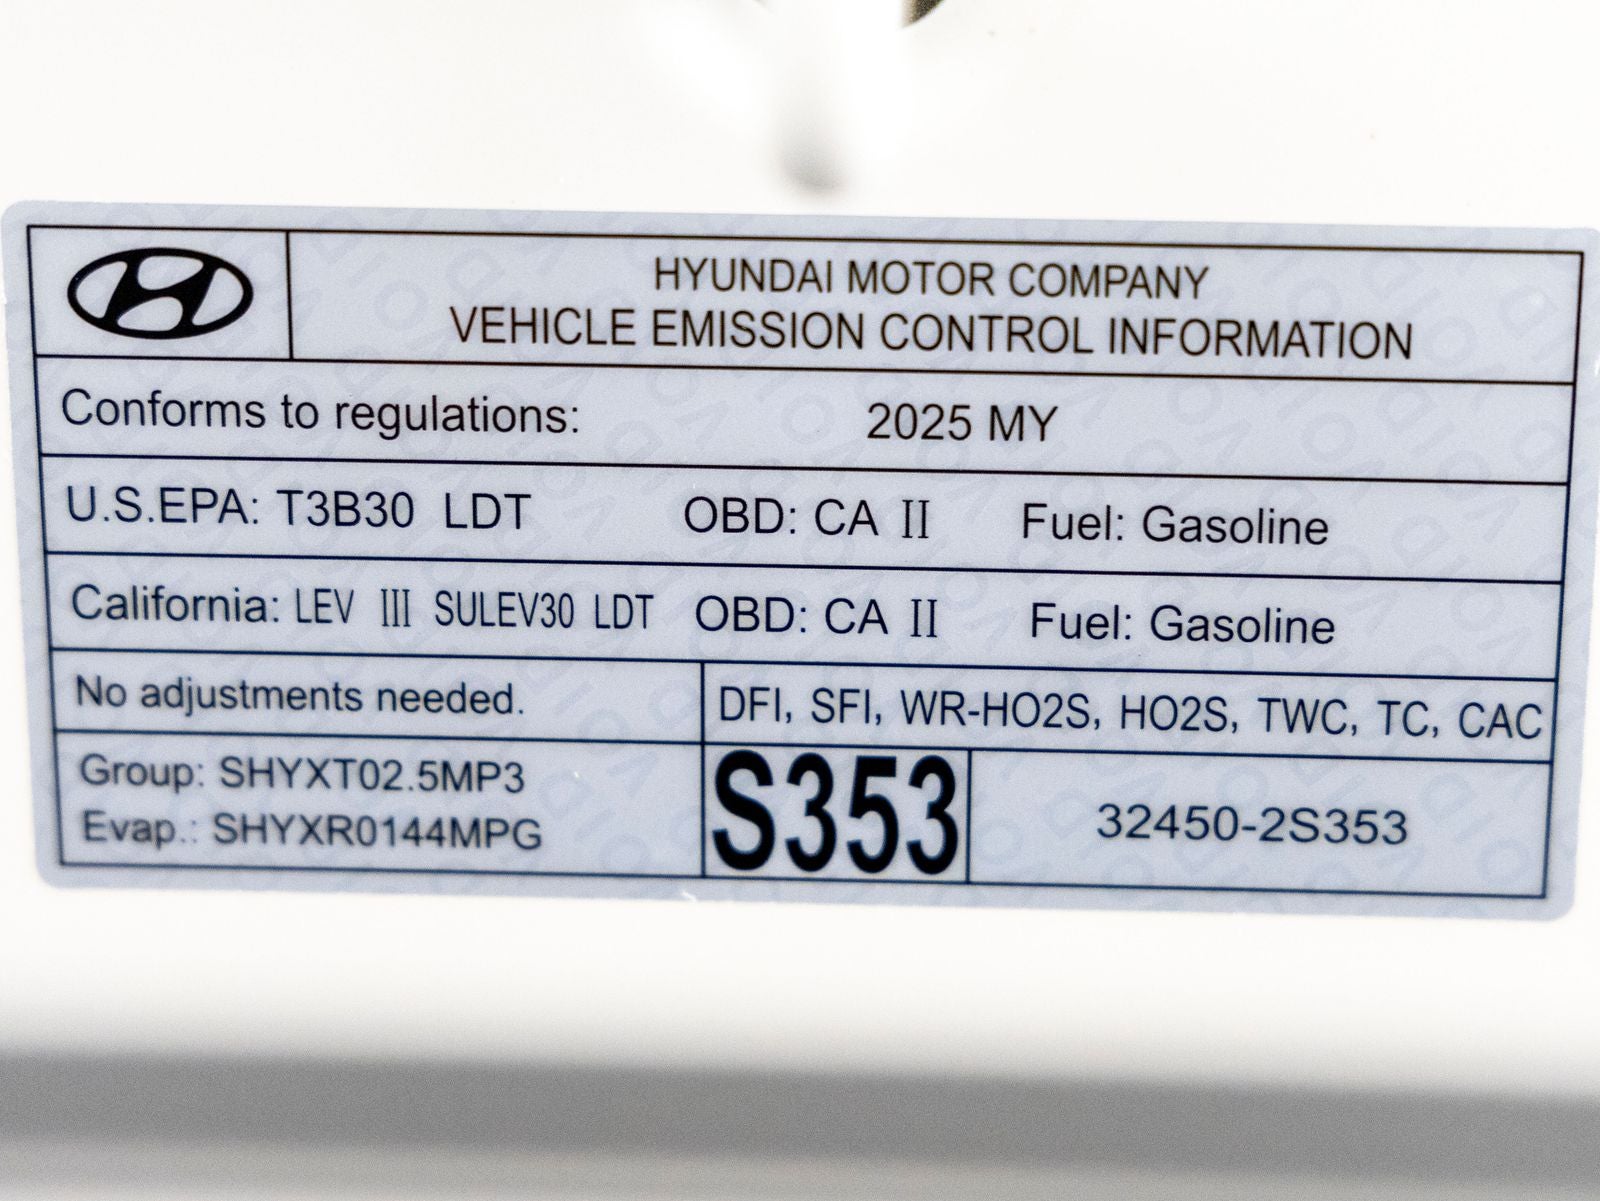 HYUNDAI MOTOR COMPANY
VEHICLE EMISSION CONTROL INFORMATION
Conforms to regulations: 2025 MY
U.S.EPA: T3B30 LDT OBD: CA II Fuel: Gasoline
California: LEV III SULEV30 LDT OBD: CA II Fuel: Gasoline
No adjustments needed. DFI, SFI, WR-HO2S, HO2S, TWC, TC, CAC
Group: SHYXT02.5MP3
Evap.: SHYXR0144MPG
S353
32450-2S353